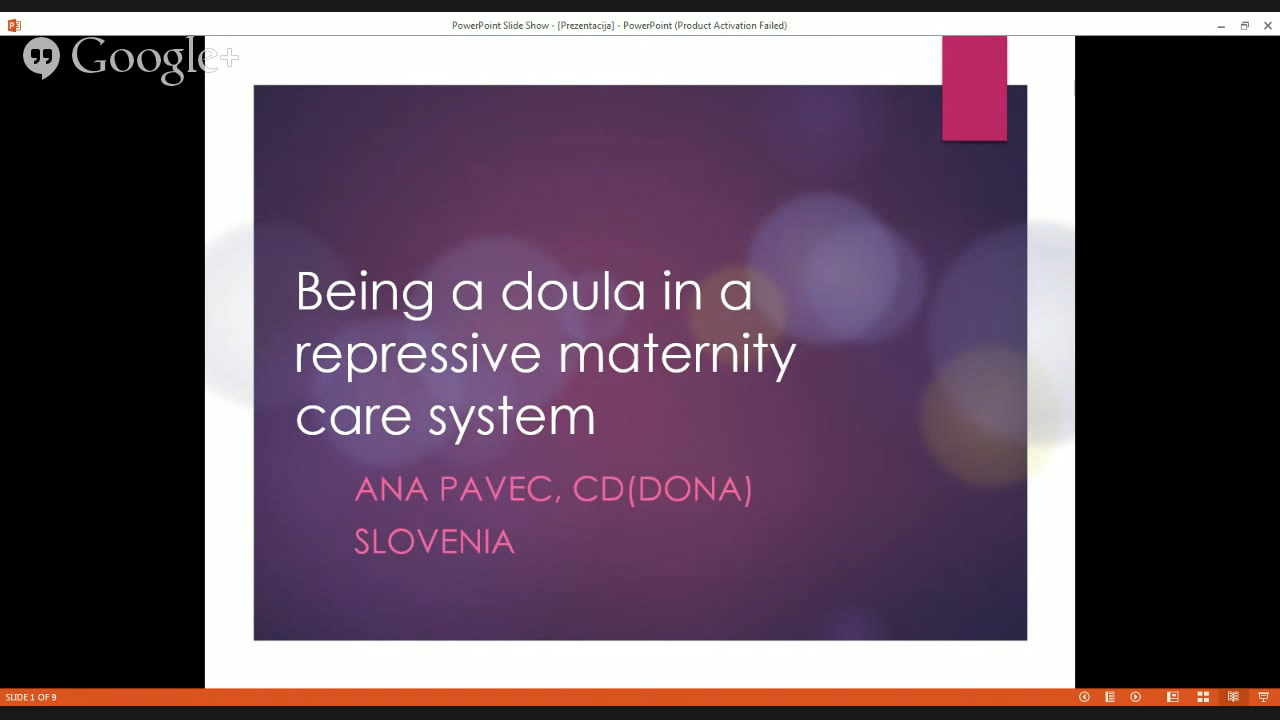 PowerPoint Slide Show - [Prezentacija] - PowerPoint (Product Activation Failed)
Google+
Being a doula in a
repressive maternity
care system
ANA PAVEC, CD(DONA)
SLOVENIA
SLIDE 1 OF 9